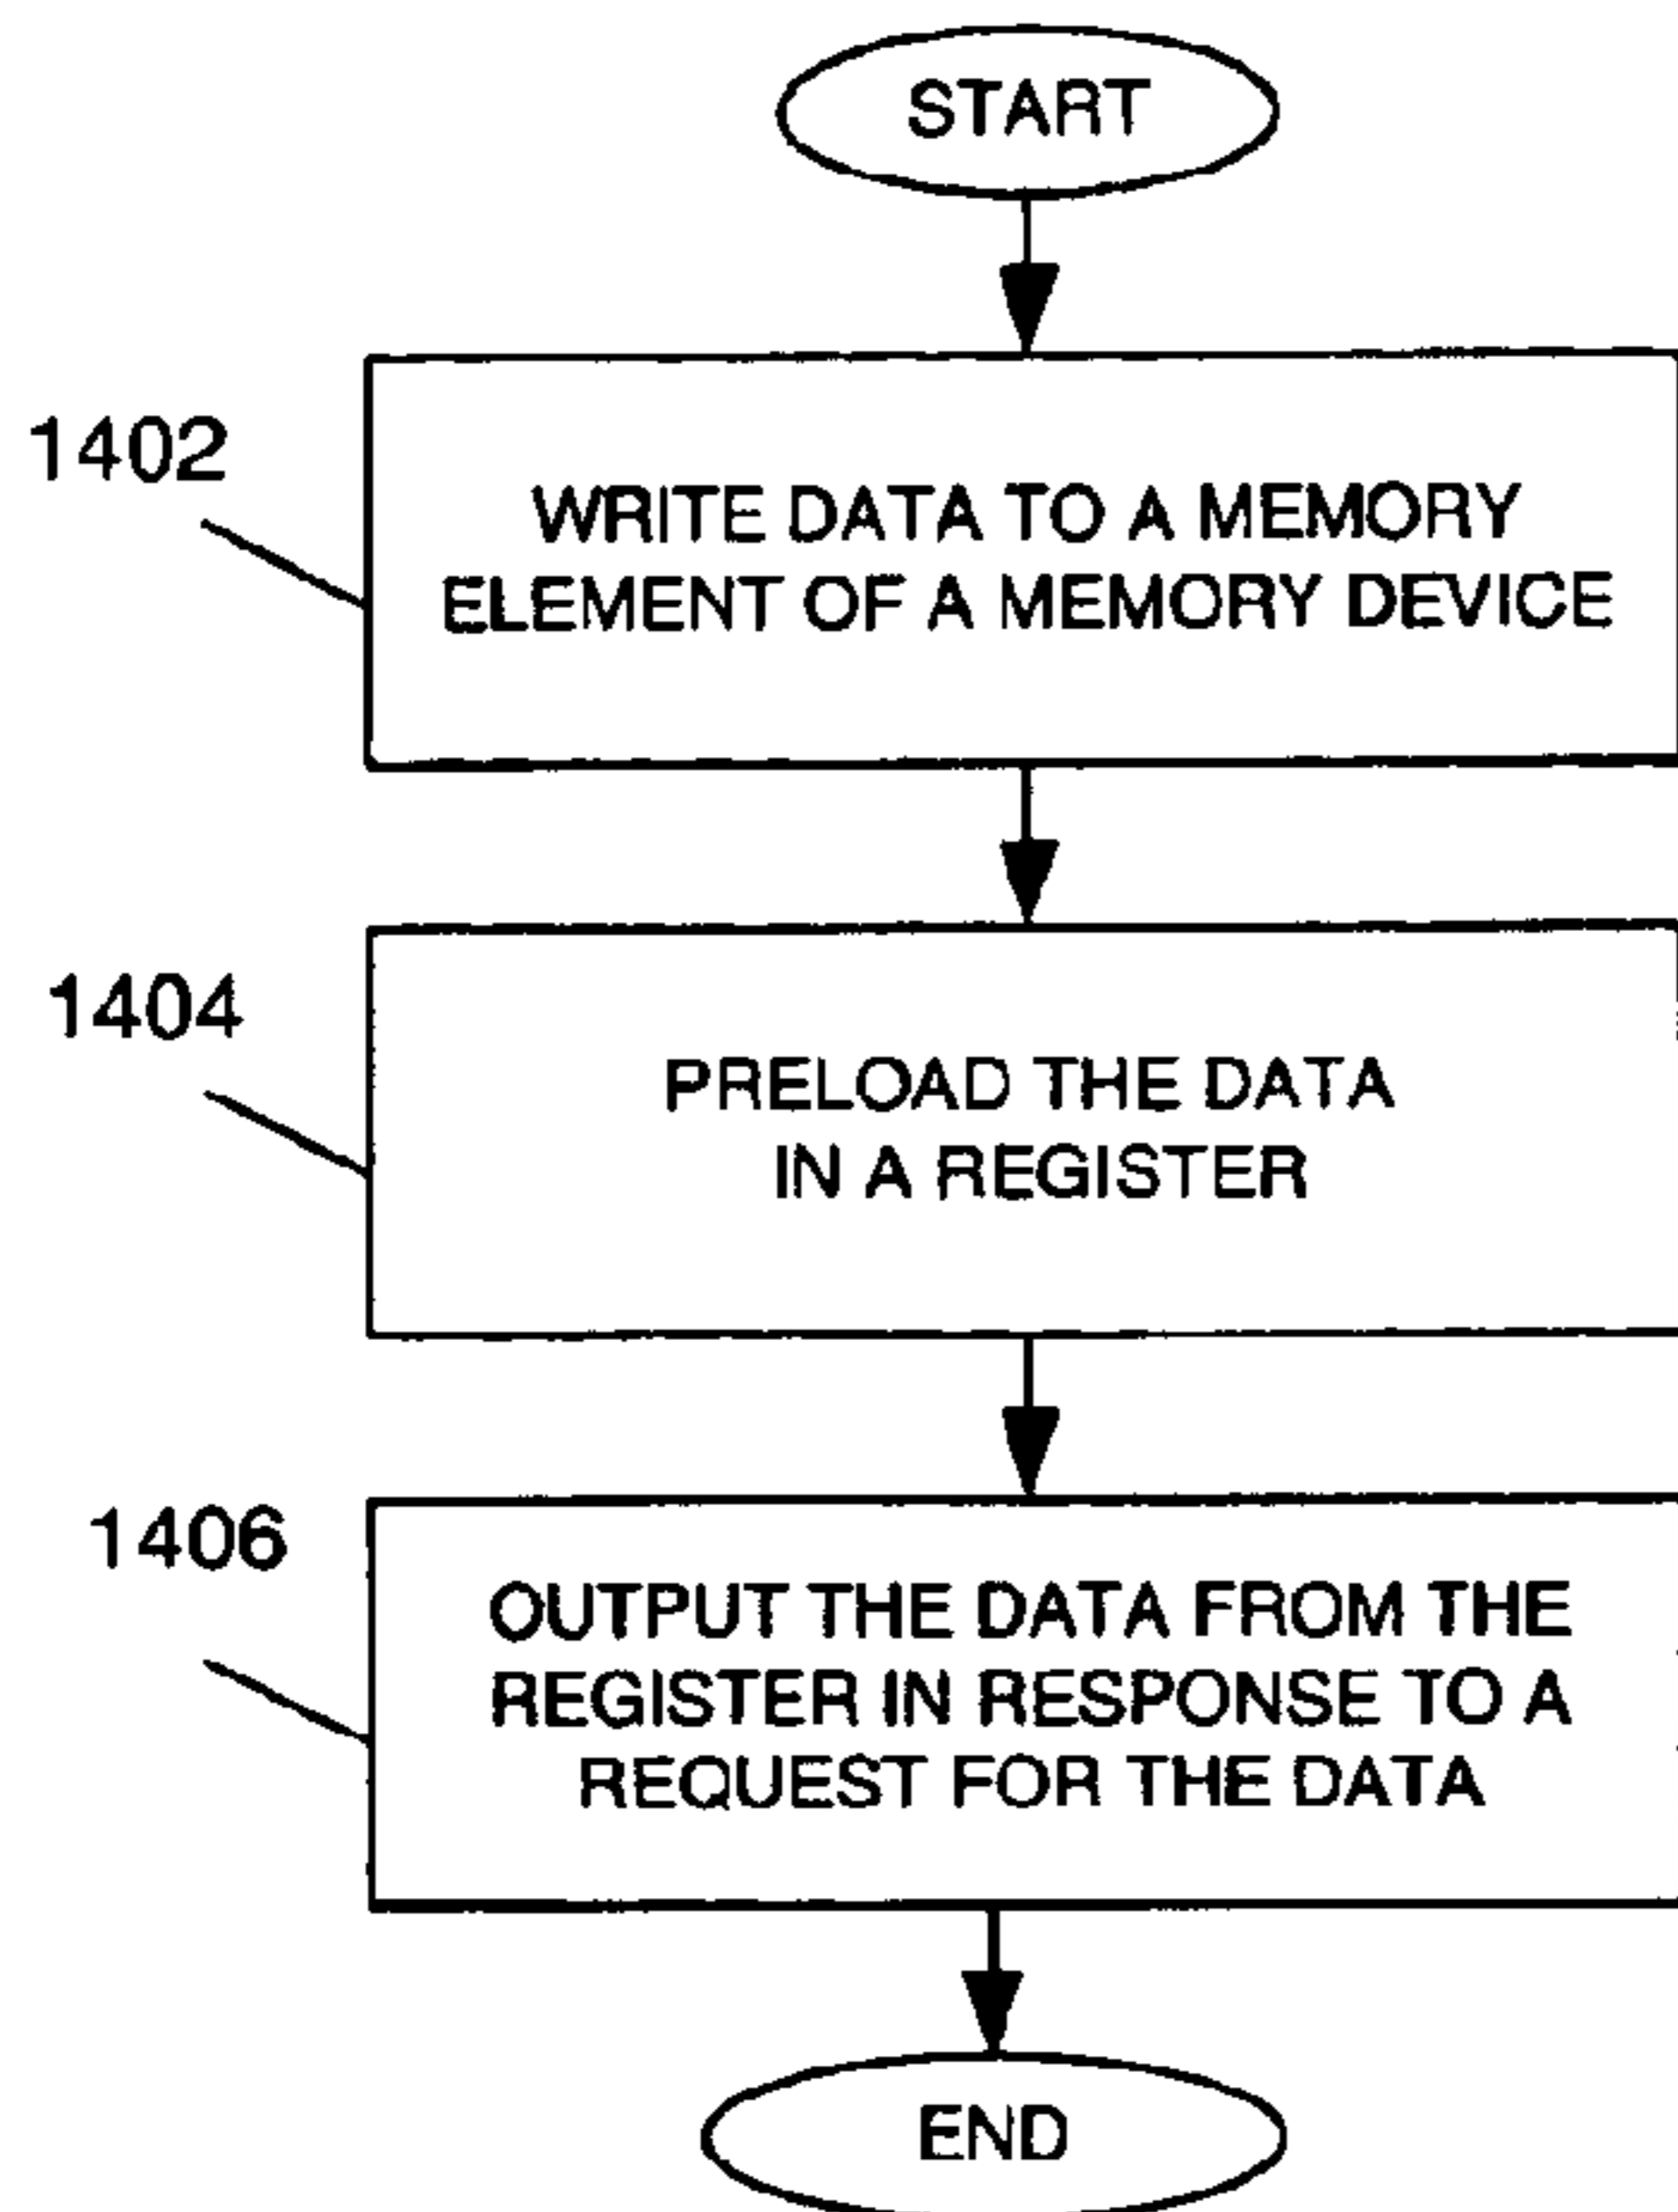 START
1402
WRITE DATA TO A MEMORY
ELEMENT OF A MEMORY DEVICE
1404
PRELOAD THE DATA
IN A REGISTER
1406
OUTPUT THE DATA FROM THE
REGISTER IN RESPONSE TO A
REQUEST FOR THE DATA
END